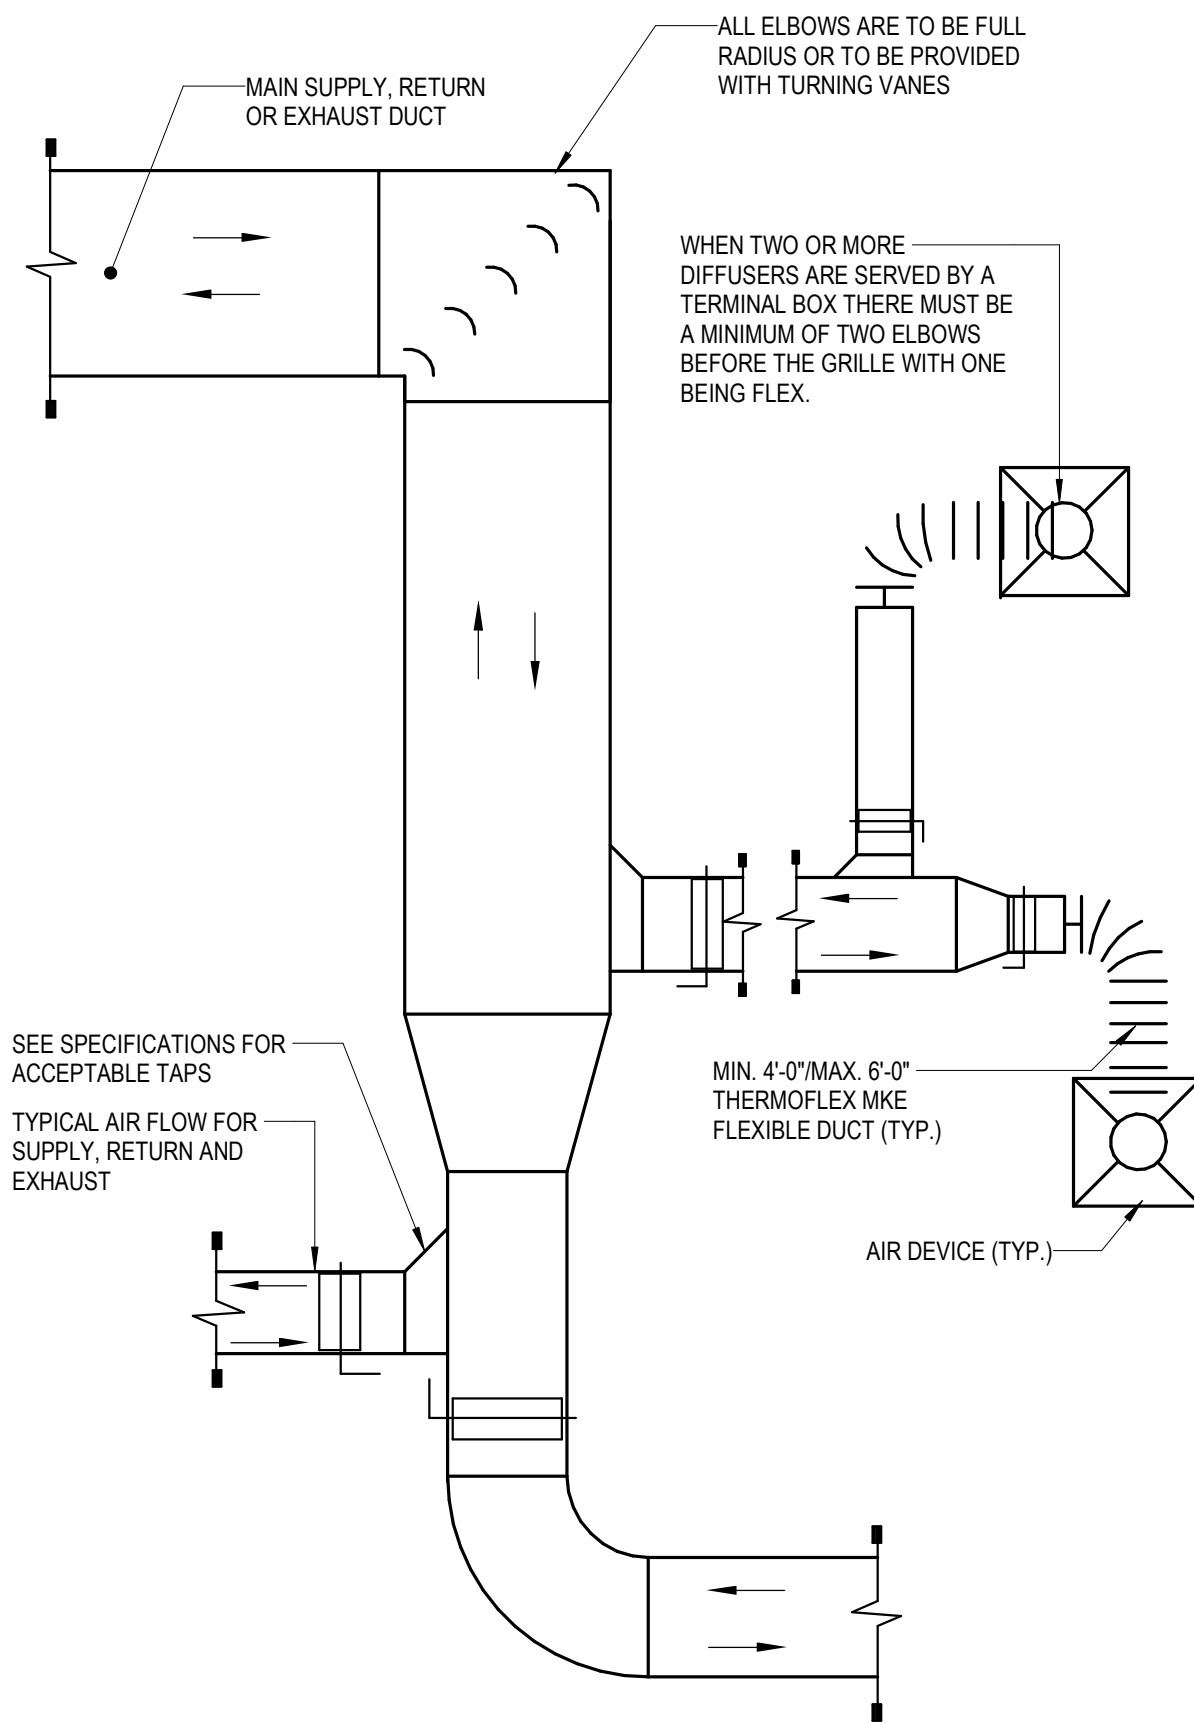 ALL ELBOWS ARE TO BE FULL
RADIUS OR TO BE PROVIDED
WITH TURNING VANES
MAIN SUPPLY, RETURN
OR EXHAUST DUCT
WHEN TWO OR MORE
DIFFUSERS ARE SERVED BY A
TERMINAL BOX THERE MUST BE
A MINIMUM OF TWO ELBOWS
BEFORE THE GRILLE WITH ONE
BEING FLEX.
SEE SPECIFICATIONS FOR
ACCEPTABLE TAPS
MIN. 4'-0"/MAX. 6'-0"
THERMOFLEX MKE
FLEXIBLE DUCT (TYP.)
TYPICAL AIR FLOW FOR
SUPPLY, RETURN AND
EXHAUST
AIR DEVICE (TYP.)